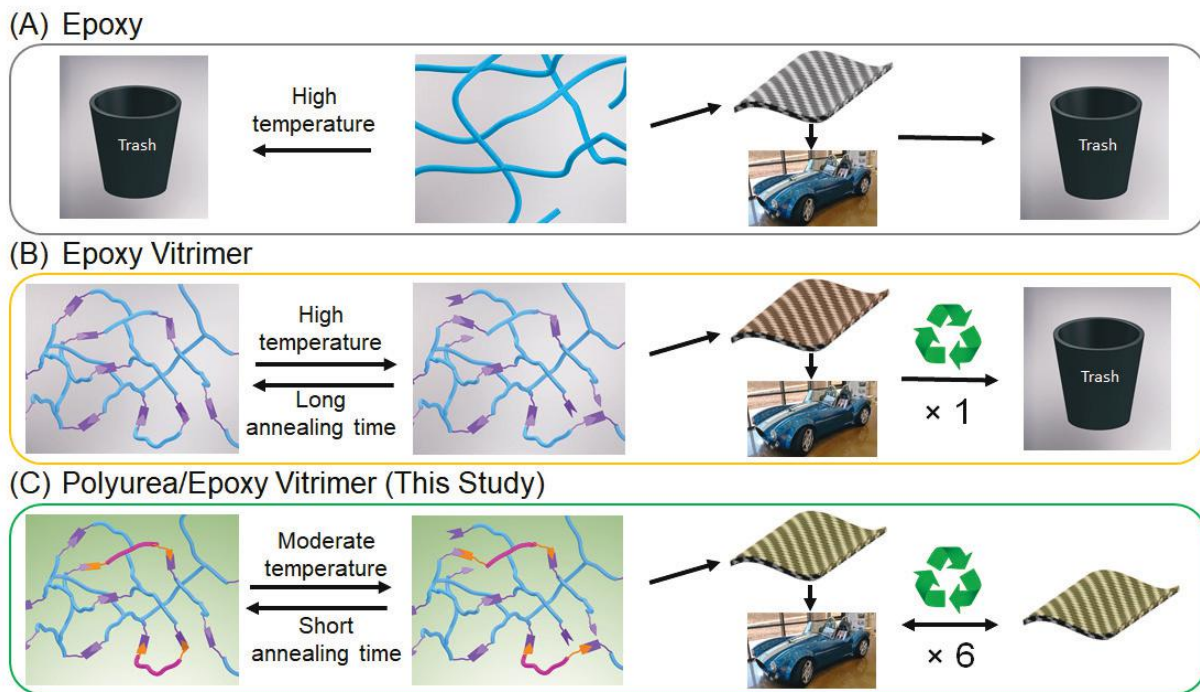 (A) Epoxy
Trash
High
temperature
Trash
(B) Epoxy Vitrimer
High
temperature
Long
annealing time
× 1
Trash
(C) Polyurea/Epoxy Vitrimer (This Study)
Moderate
temperature
Short
annealing time
× 6